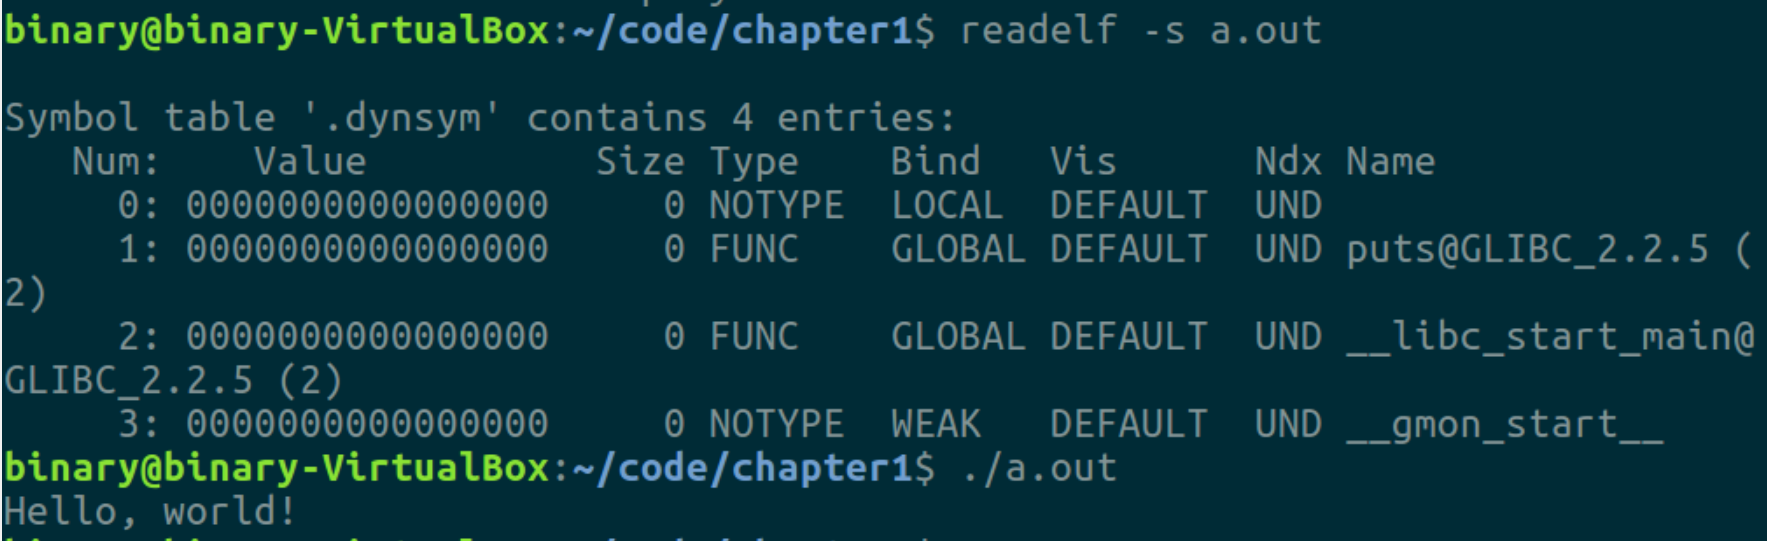 binary@binary-VirtualBox:~/code/chapter1$ readelf -s a.out
Symbol table '.dynsym' contains 4 entries:
   Num:    Value          Size Type    Bind   Vis      Ndx Name
     0: 0000000000000000     0 NOTYPE  LOCAL  DEFAULT  UND
     1: 0000000000000000     0 FUNC    GLOBAL DEFAULT  UND puts@GLIBC_2.2.5 (
2)
     2: 0000000000000000     0 FUNC    GLOBAL DEFAULT  UND __libc_start_main@
GLIBC_2.2.5 (2)
     3: 0000000000000000     0 NOTYPE  WEAK   DEFAULT  UND __gmon_start__
binary@binary-VirtualBox:~/code/chapter1$ ./a.out
Hello, world!